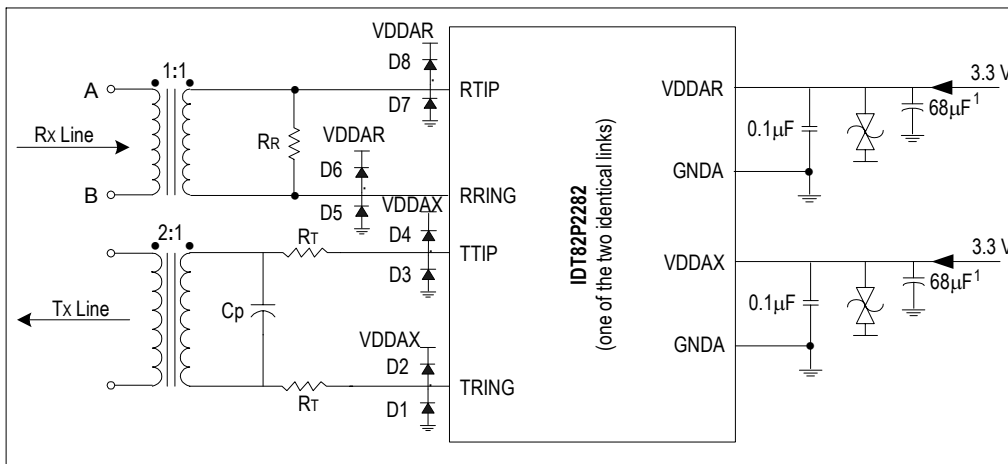 VDDAR
D8
D7
RTIP
A
1:1
Rx Line
RR
VDDAR
D6
D5
RRING
B
VDDAX
2:1
RT
D4
D3
TTIP
Cp
Tx Line
VDDAX
D2
D1
RT
TRING
IDT82P2282
(one of the two identical links)
VDDAR
3.3 V
0.1µF
68µF1
GNDA
VDDAX
3.3 V
0.1µF
68µF1
GNDA